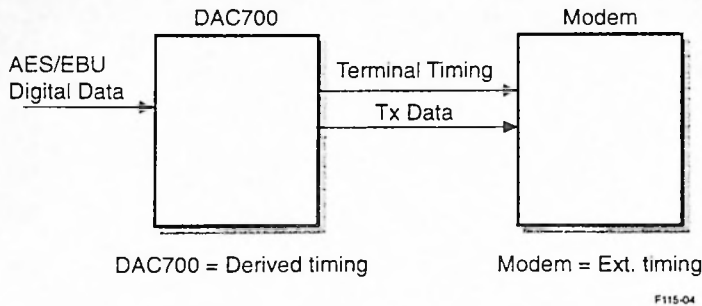 DAC700
Modem
AES/EBU
Digital Data
Terminal Timing
Tx Data
DAC700 = Derived timing
Modem = Ext. timing
F115-04